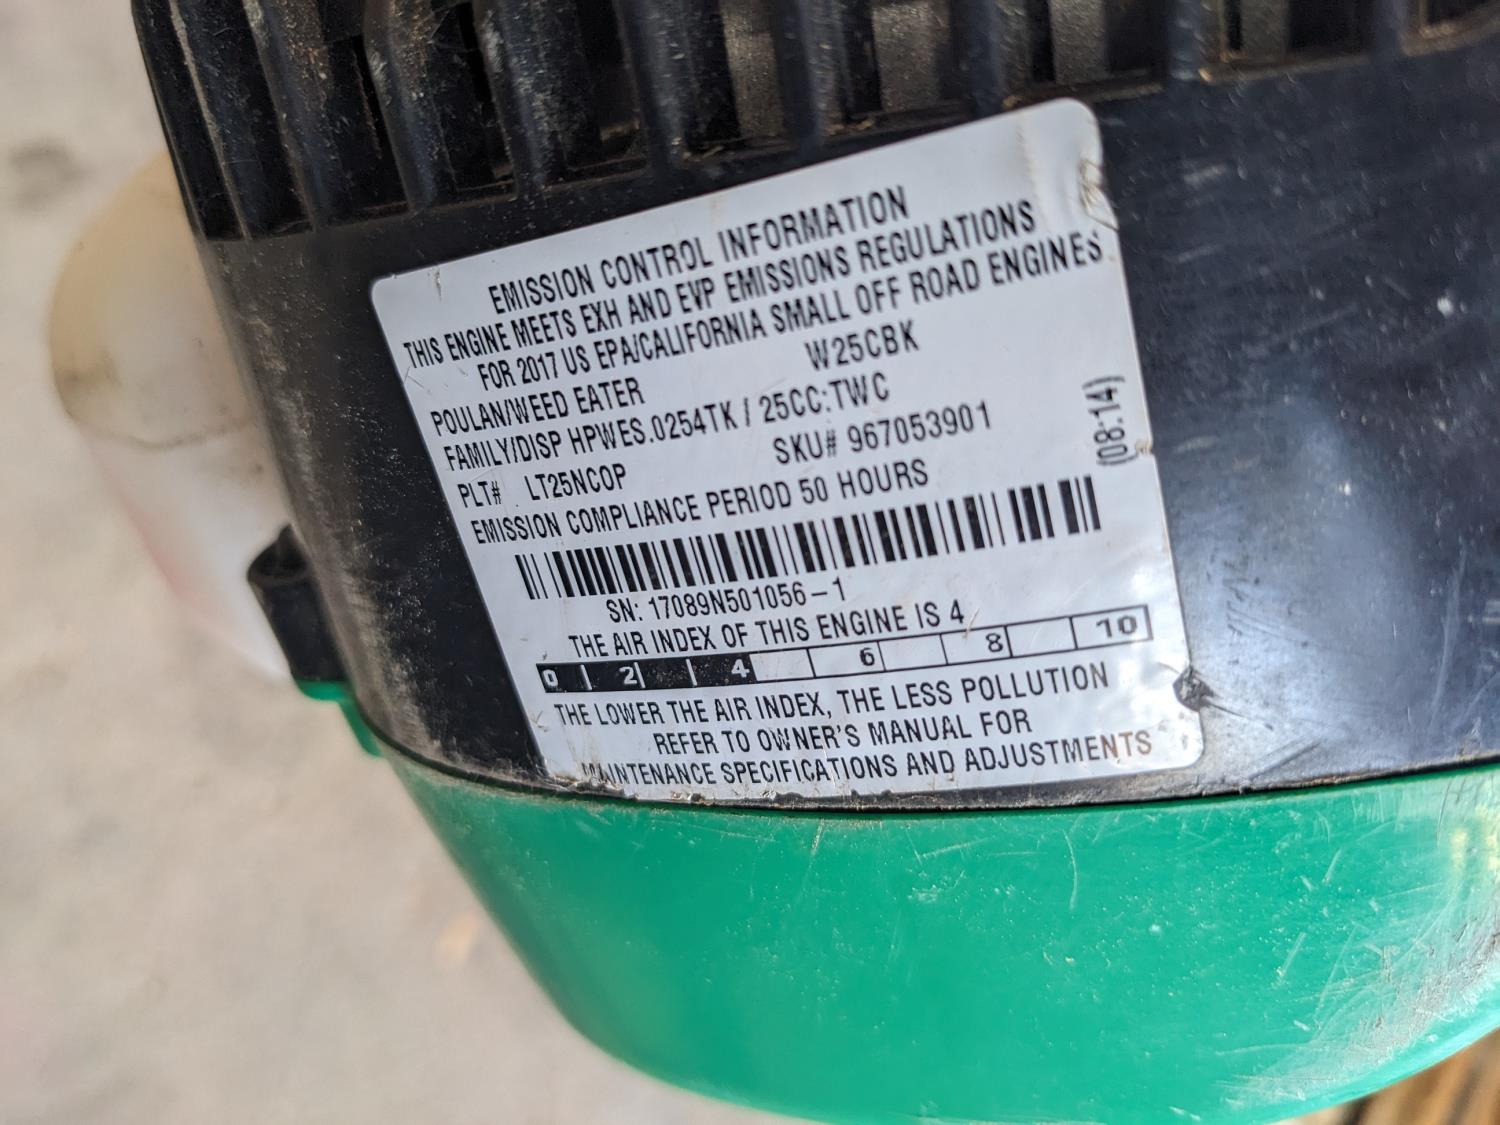 EMISSION CONTROL INFORMATION
THIS ENGINE MEETS EXH AND EVP EMISSIONS REGULATIONS
FOR 2017 US EPA/CALIFORNIA SMALL OFF ROAD ENGINES
POULAN/WEED EATER W25CBK
FAMILY/DISP HPWES.0254TK / 25CC:TWC
PLT# LT25NCOP SKU# 967053901
EMISSION COMPLIANCE PERIOD 50 HOURS
(08:14)
SN: 17089N501056-1
THE AIR INDEX OF THIS ENGINE IS 4
0 2 4 6 8 10
THE LOWER THE AIR INDEX, THE LESS POLLUTION
REFER TO OWNER'S MANUAL FOR
MAINTENANCE SPECIFICATIONS AND ADJUSTMENTS